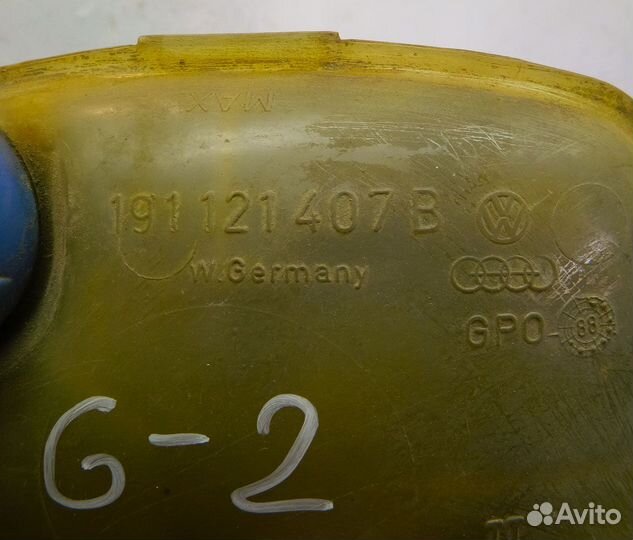 MAX
191 121 407 B
W.Germany
GPO-88
G-2
Avito